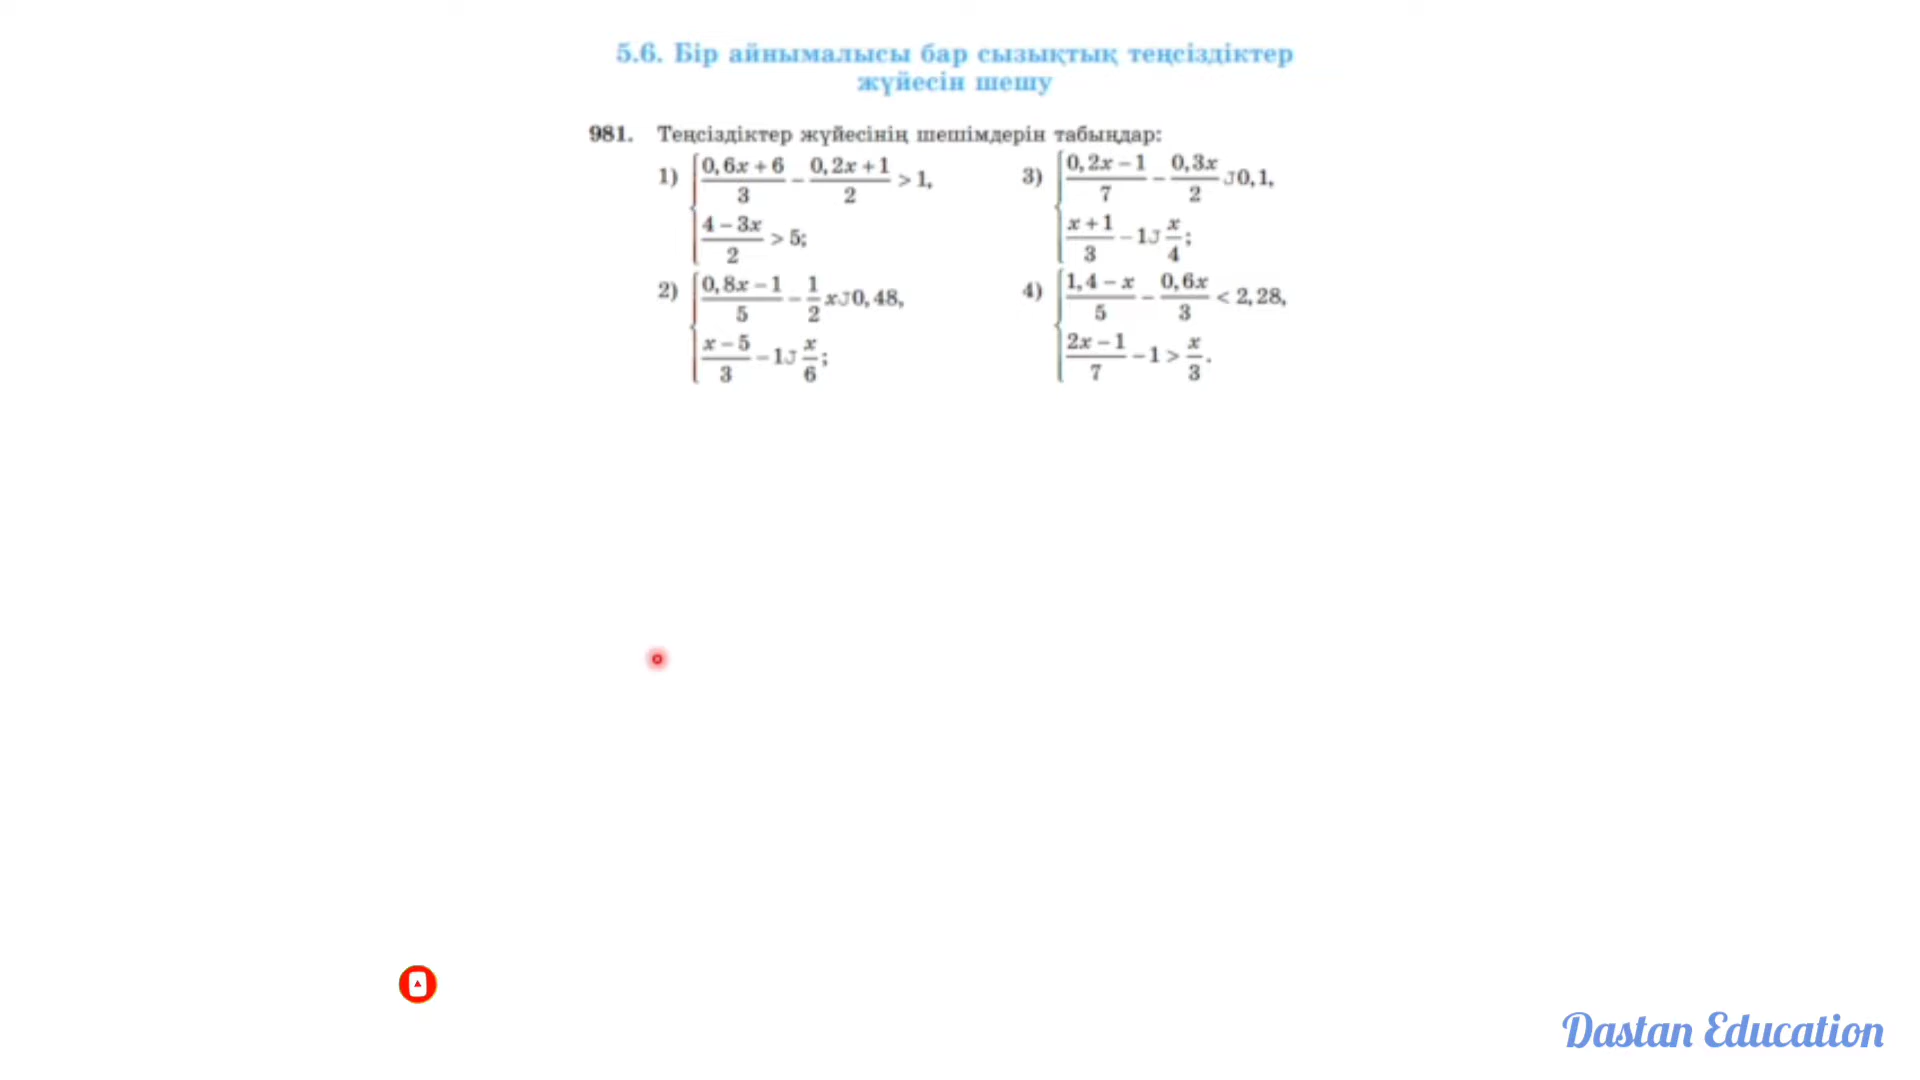 5.6. Бір айнымалысы бар сызықтық теңсіздіктер
жүйесін шешу
981. Теңсіздіктер жүйесінің шешімдерін табыңдар:
1) { (0,6x + 6)/3 − (0,2x + 1)/2 > 1,
(4 − 3x)/2 > 5;
2) { (0,8x − 1)/5 − 1/2 x J 0,48,
(x − 5)/3 − 1 J x/6;
3) { (0,2x − 1)/7 − 0,3x/2 J 0,1,
(x + 1)/3 − 1 J x/4;
4) { (1,4 − x)/5 − 0,6x/3 < 2,28,
(2x − 1)/7 − 1 > x/3.
Dastan Education